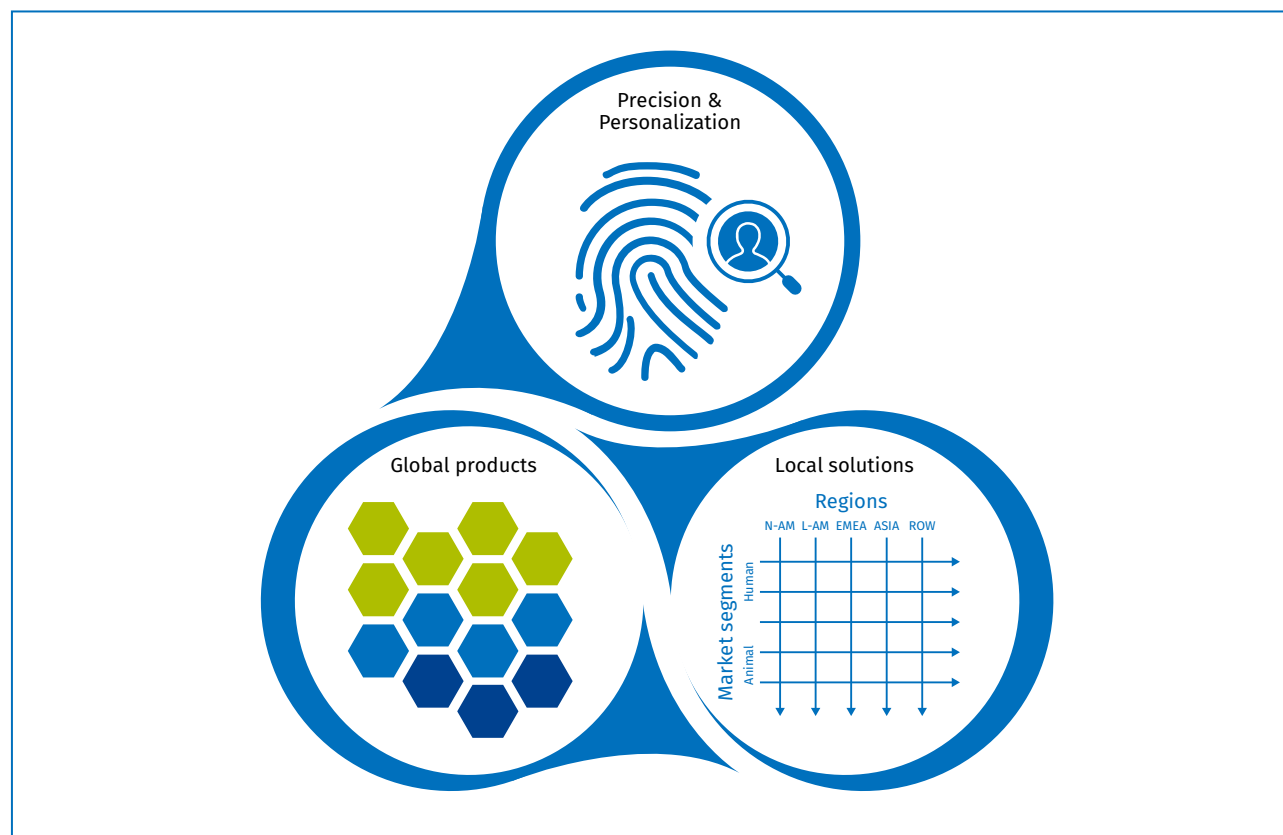 Precision &
Personalization
Global products
Local solutions
Regions
N-AM L-AM EMEA ASIA ROW
Market segments
Human
Animal